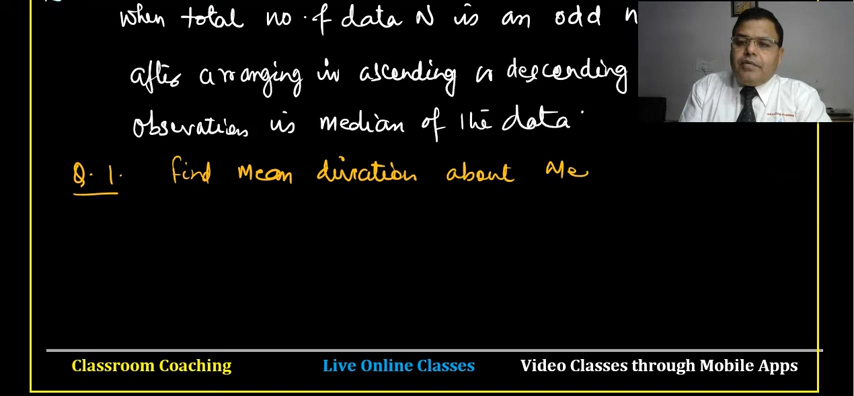 when total no. of data N is an odd n
after arranging in ascending or descending
observation is median of the data.
Q.1. find mean diviation about Me
Classroom Coaching Live Online Classes Video Classes through Mobile Apps